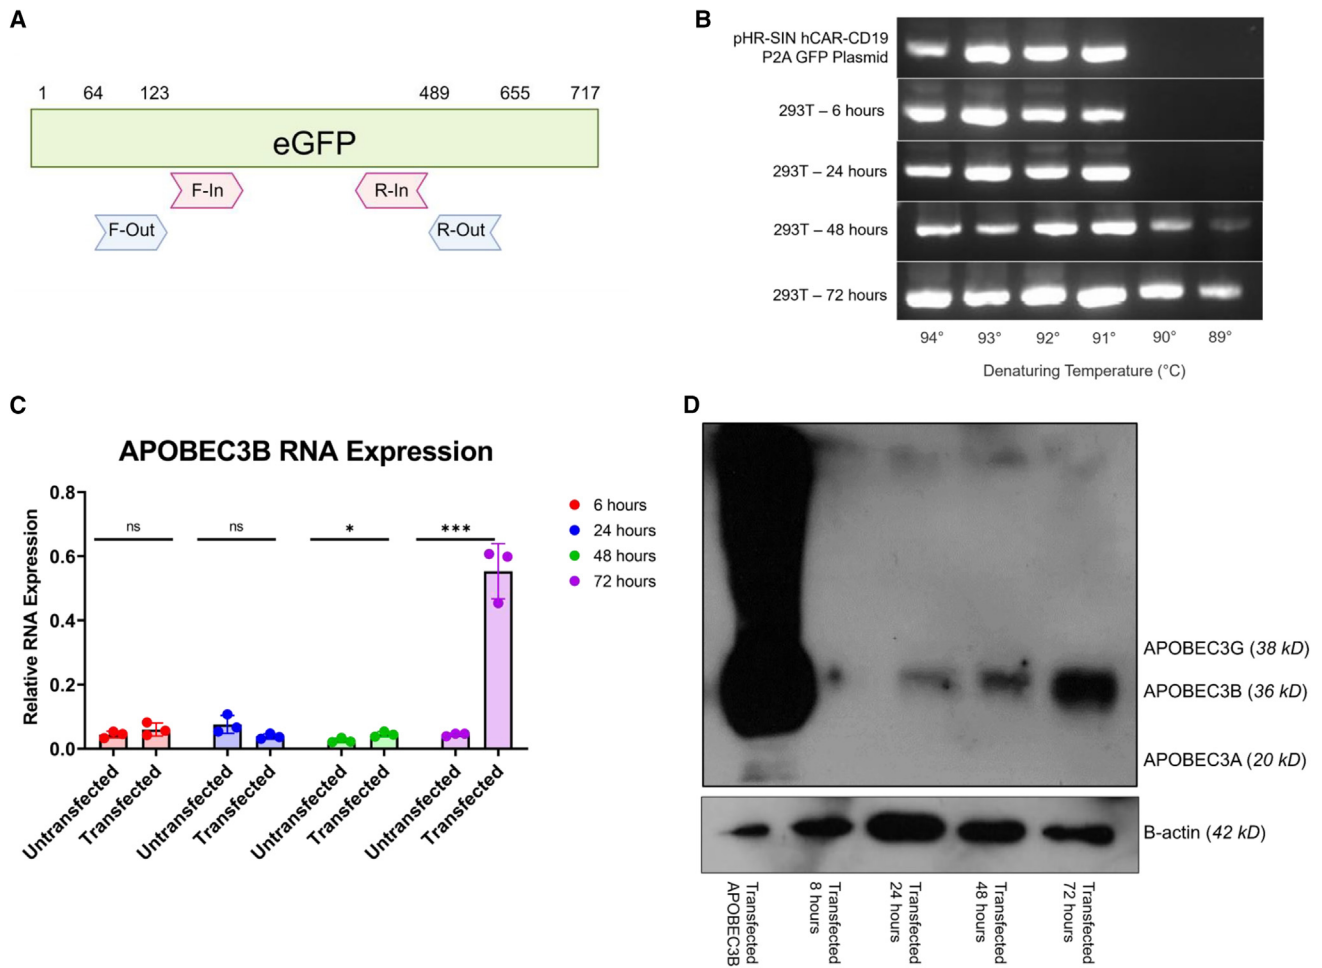 A
1 64 123 489 655 717
eGFP
F-In R-In
F-Out R-Out
B
pHR-SIN hCAR-CD19
P2A GFP Plasmid
293T – 6 hours
293T – 24 hours
293T – 48 hours
293T – 72 hours
94° 93° 92° 91° 90° 89°
Denaturing Temperature (°C)
C
APOBEC3B RNA Expression
Relative RNA Expression
0.8
0.6
0.4
0.2
0.0
ns ns * ***
6 hours
24 hours
48 hours
72 hours
Untransfected
Transfected
Untransfected
Transfected
Untransfected
Transfected
Untransfected
Transfected
D
APOBEC3G (38 kD)
APOBEC3B (36 kD)
APOBEC3A (20 kD)
B-actin (42 kD)
Transfected
APOBEC3B
Transfected
8 hours
Transfected
24 hours
Transfected
48 hours
Transfected
72 hours